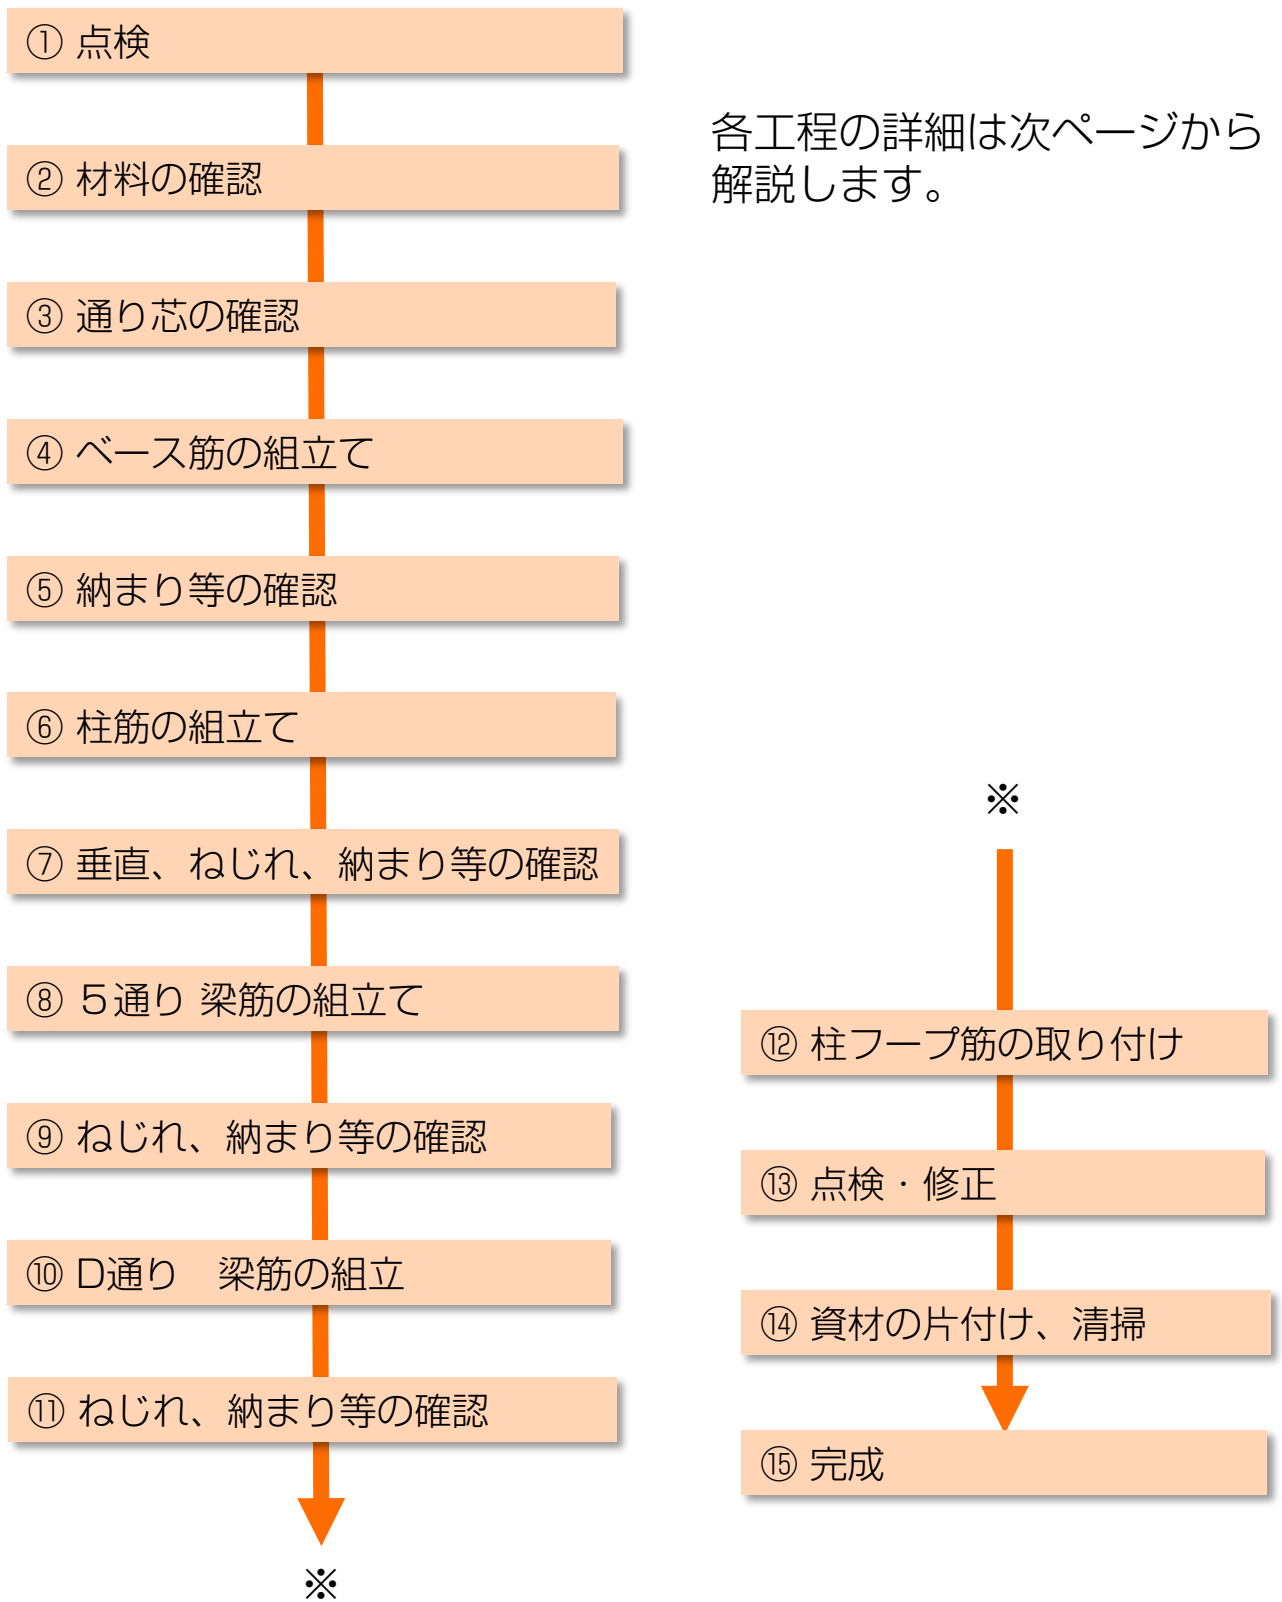 ① 点検
各工程の詳細は次ページから
解説します。
② 材料の確認
③ 通り芯の確認
④ ベース筋の組立て
⑤ 納まり等の確認
⑥ 柱筋の組立て
⑦ 垂直、ねじれ、納まり等の確認
⑧ ５通り 梁筋の組立て
⑨ ねじれ、納まり等の確認
⑩ D通り　梁筋の組立
⑪ ねじれ、納まり等の確認
※
※
⑫ 柱フープ筋の取り付け
⑬ 点検・修正
⑭ 資材の片付け、清掃
⑮ 完成